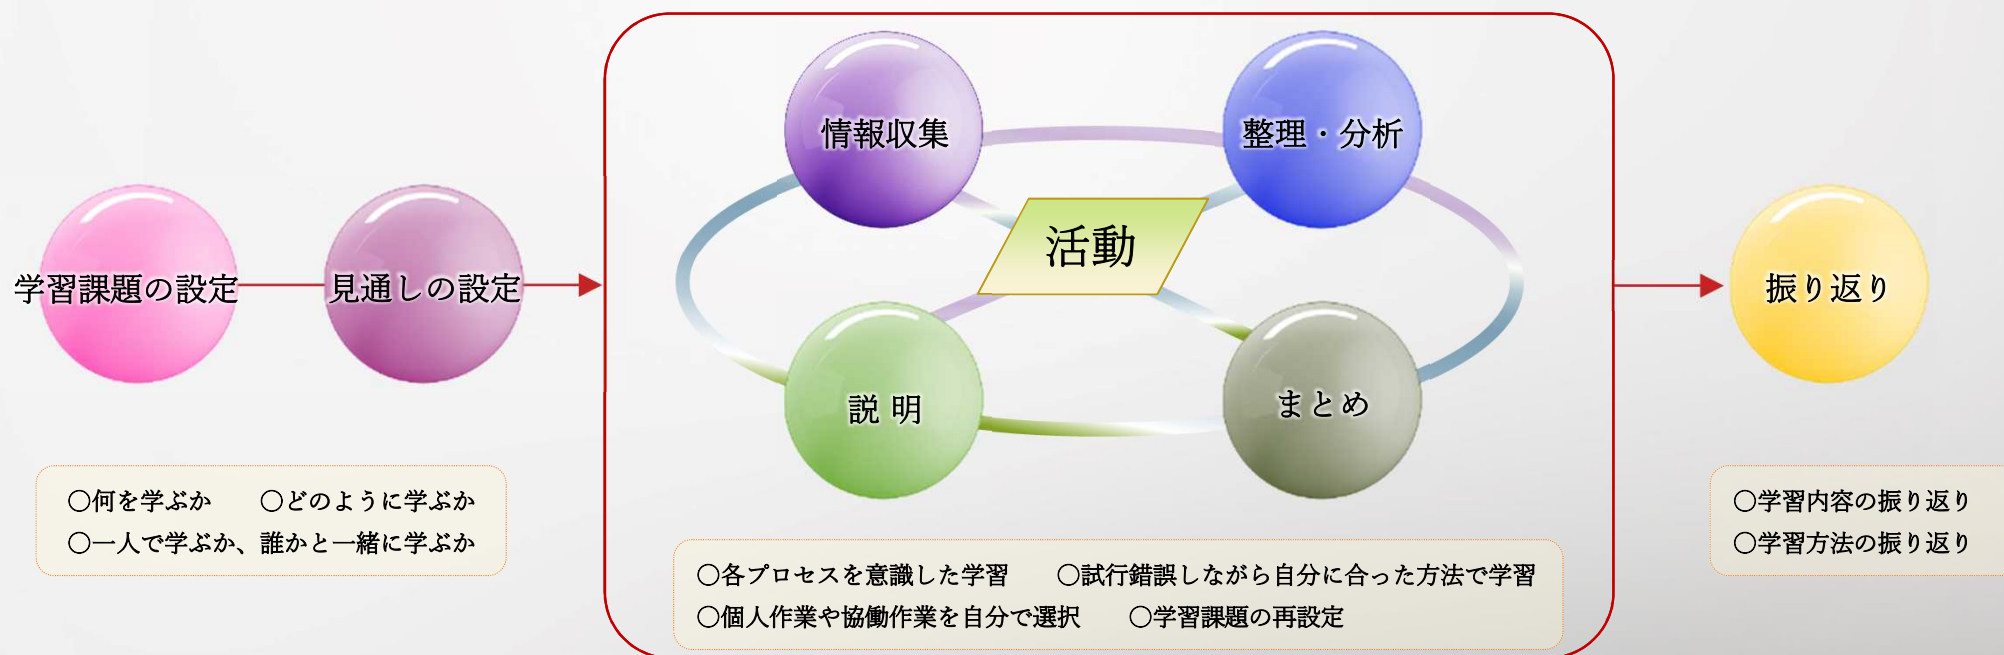 学習課題の設定
見通しの設定
情報収集
整理・分析
活動
説 明
まとめ
振り返り
○何を学ぶか　　○どのように学ぶか
○一人で学ぶか、誰かと一緒に学ぶか
○各プロセスを意識した学習　　○試行錯誤しながら自分に合った方法で学習
○個人作業や協働作業を自分で選択　　○学習課題の再設定
○学習内容の振り返り
○学習方法の振り返り